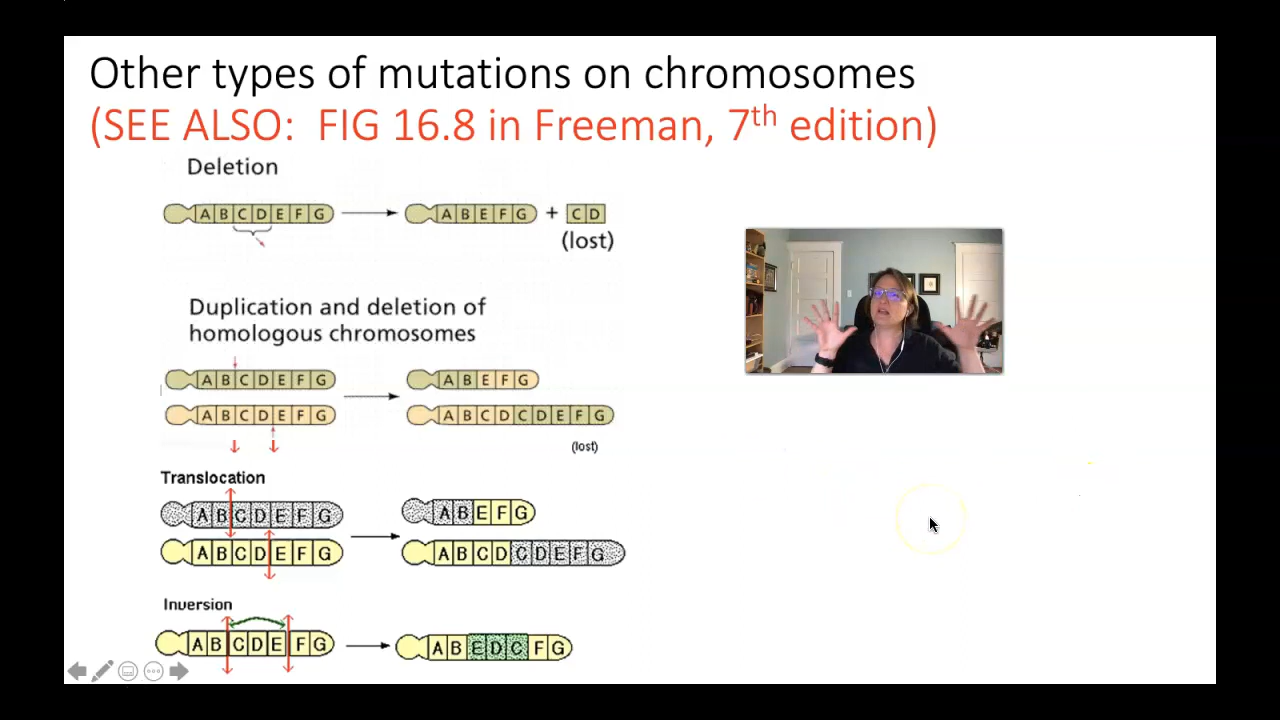 Other types of mutations on chromosomes
(SEE ALSO: FIG 16.8 in Freeman, 7th edition)
Deletion
A B C D E F G
A B E F G + C D
(lost)
Duplication and deletion of
homologous chromosomes
A B C D E F G
A B E F G
A B C D E F G
A B C D C D E F G
(lost)
Translocation
A B C D E F G
A B E F G
A B C D E F G
A B C D C D E F G
Inversion
A B C D E F G
A B E D C F G